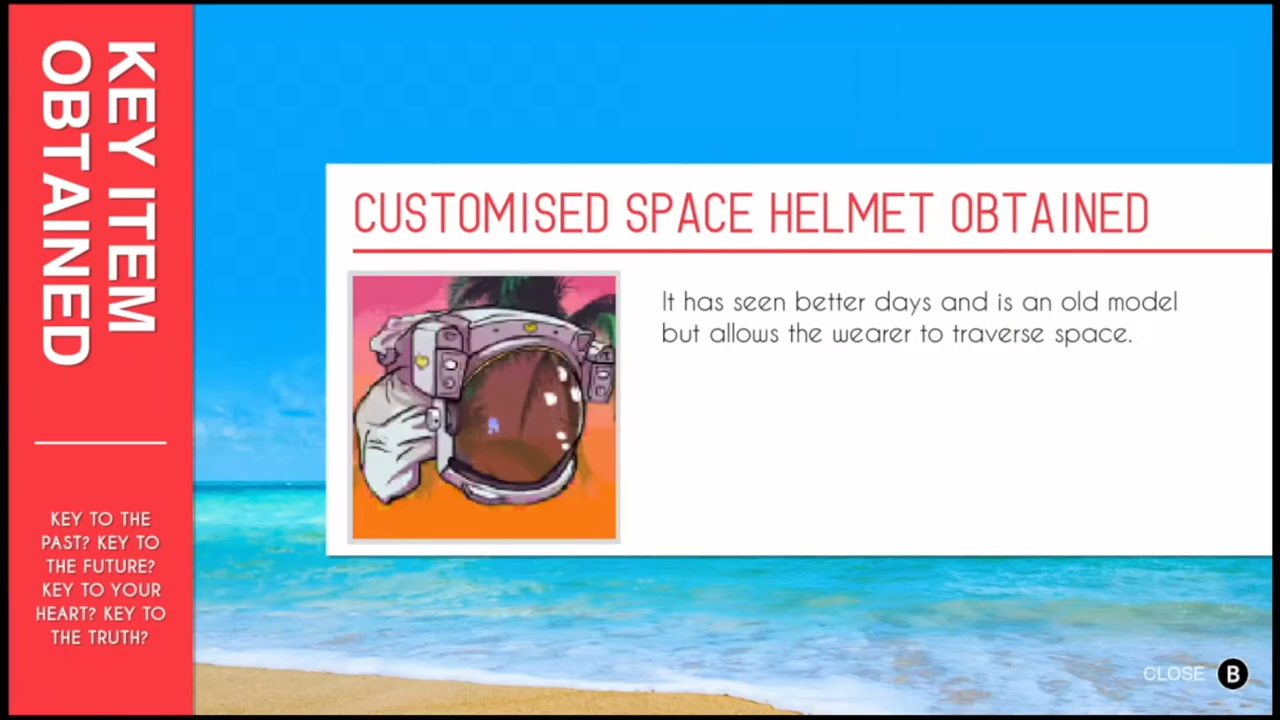 KEY ITEM
OBTAINED
KEY TO THE
PAST? KEY TO
THE FUTURE?
KEY TO YOUR
HEART? KEY TO
THE TRUTH?
CUSTOMISED SPACE HELMET OBTAINED
It has seen better days and is an old model
but allows the wearer to traverse space.
CLOSE B